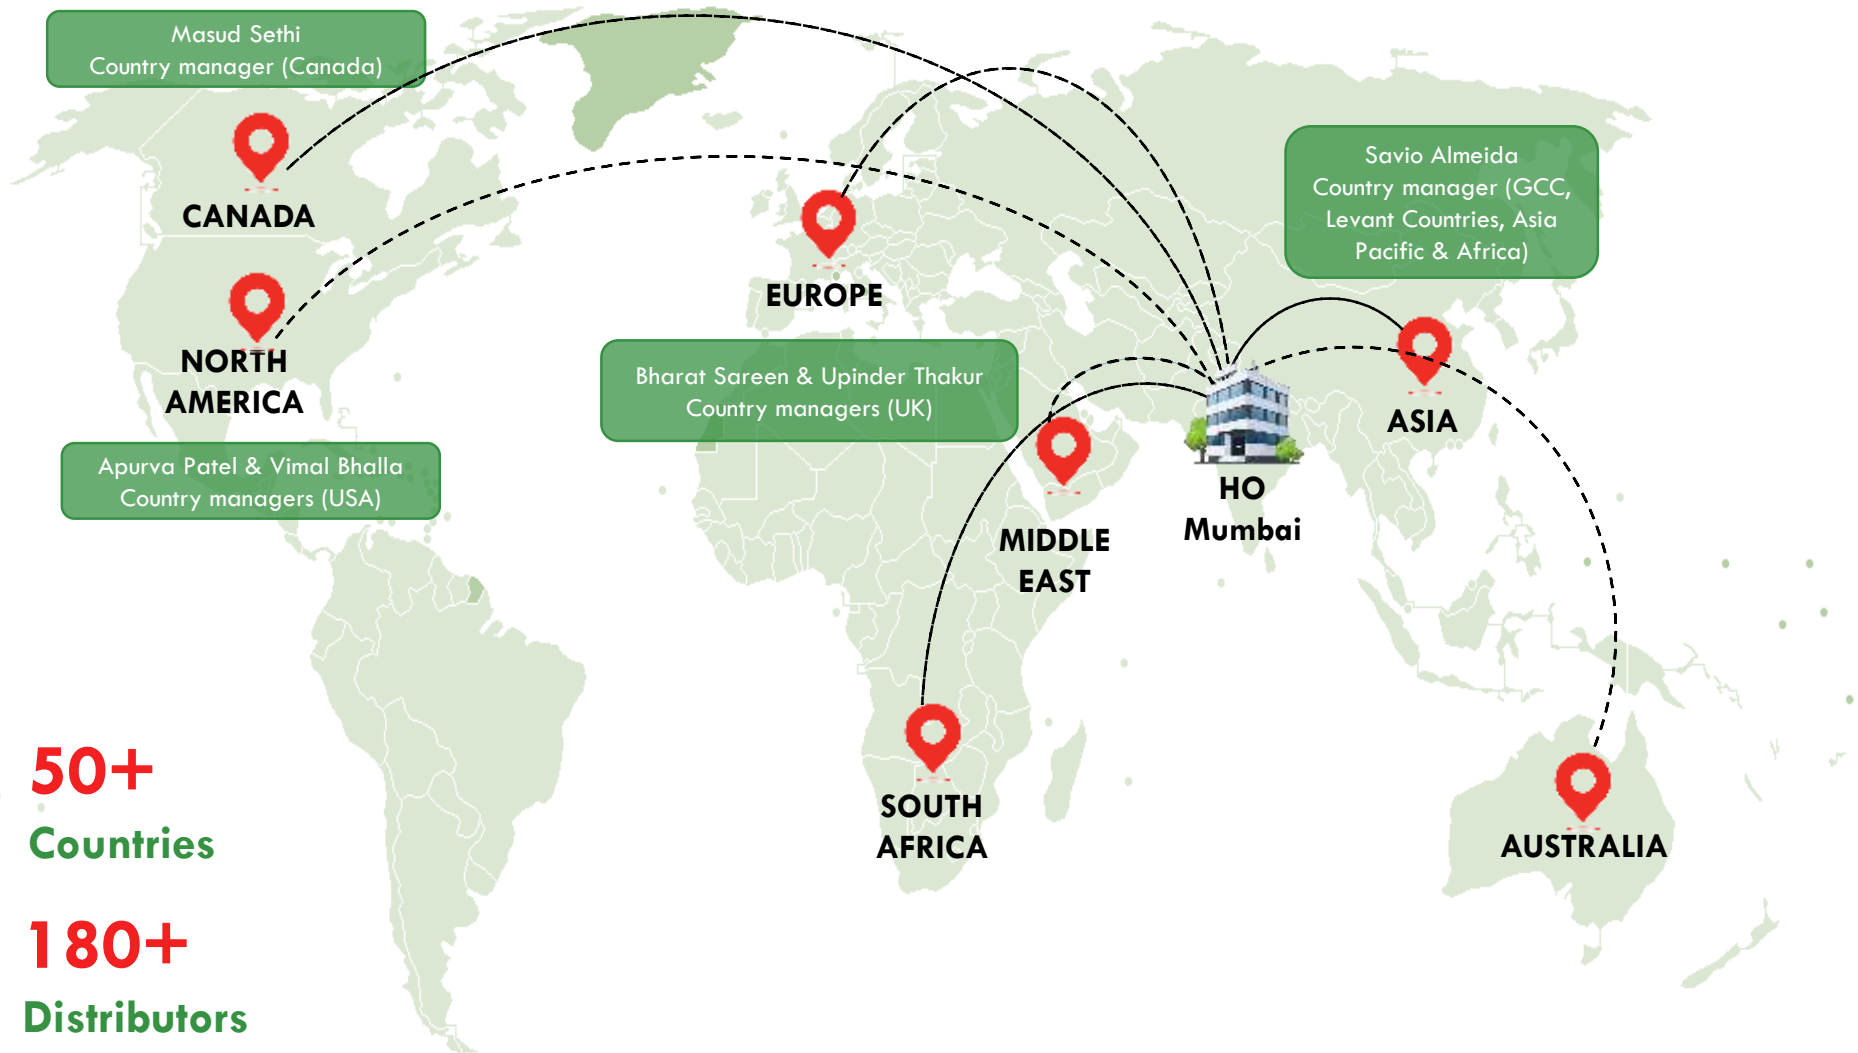 Masud Sethi
Country manager (Canada)
CANADA
NORTH
AMERICA
Apurva Patel & Vimal Bhalla
Country managers (USA)
EUROPE
Bharat Sareen & Upinder Thakur
Country managers (UK)
MIDDLE
EAST
SOUTH
AFRICA
HO
Mumbai
Savio Almeida
Country manager (GCC,
Levant Countries, Asia
Pacific & Africa)
ASIA
AUSTRALIA
50+
Countries
180+
Distributors